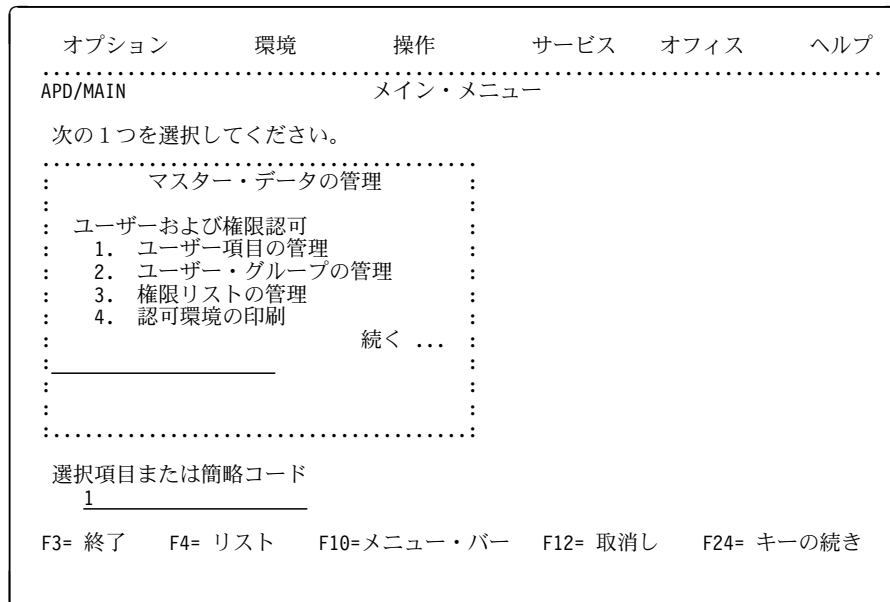 オプション 環境 操作 サービス オフィス ヘルプ
................................................................................
APD/MAIN メイン・メニュー
次の１つを選択してください。
.........................................
: マスター・データの管理 :
: :
: ユーザーおよび権限認可 :
: 1. ユーザー項目の管理 :
: 2. ユーザー・グループの管理 :
: 3. 権限リストの管理 :
: 4. 認可環境の印刷 :
: 続く ... :
: :
: :
: :
:.......................................:
選択項目または簡略コード
1
F3= 終了 F4= リスト F10=メニュー・バー F12= 取消し F24= キーの続き